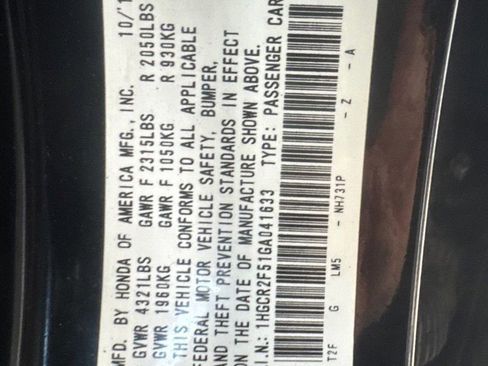 MFD. BY HONDA OF AMERICA MFG., INC. 10/'1
GVWR 4321LBS GAWR F 2315LBS R 2050LBS
GVWR 1960KG GAWR F 1050KG R 930KG
THIS VEHICLE CONFORMS TO ALL APPLICABLE
FEDERAL MOTOR VEHICLE SAFETY, BUMPER,
AND THEFT PREVENTION STANDARDS IN EFFECT
ON THE DATE OF MANUFACTURE SHOWN ABOVE.
.I.N.: 1HGCR2F51GA041633 TYPE: PASSENGER CAR
T2F G LM5 - NH731P - Z - A